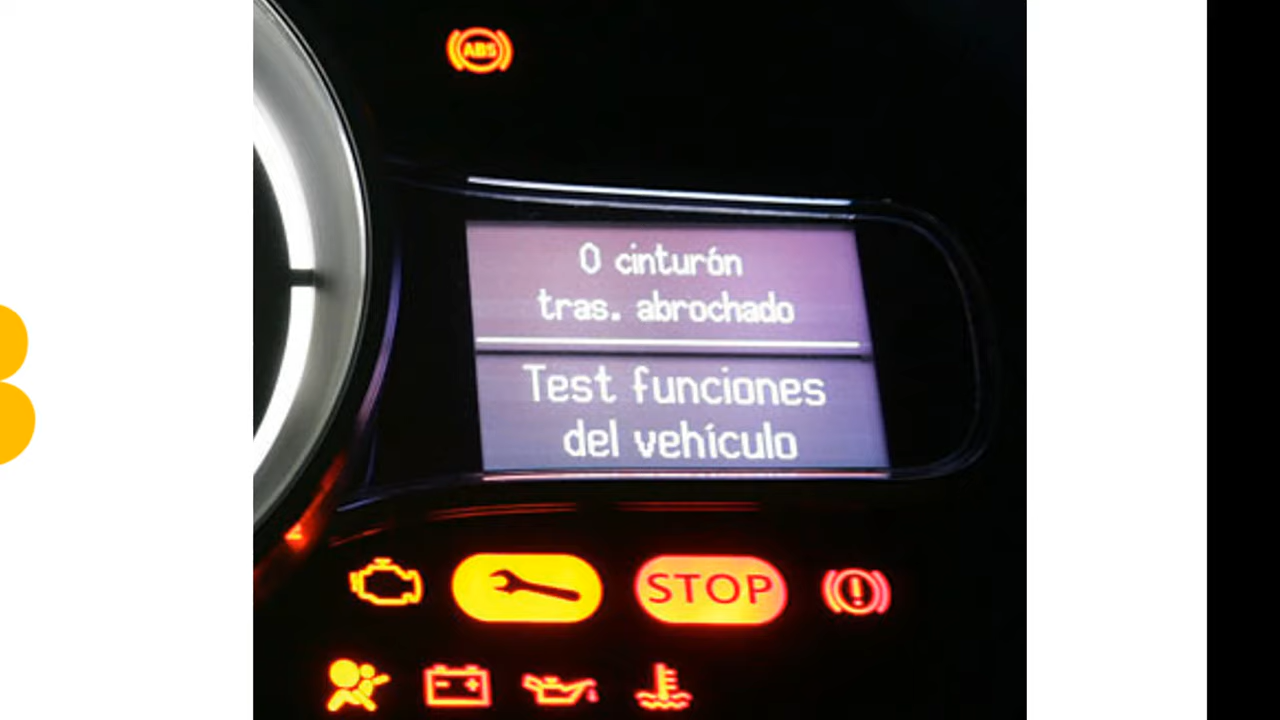 ABS
0 cinturón
tras. abrochado
Test funciones
del vehículo
STOP